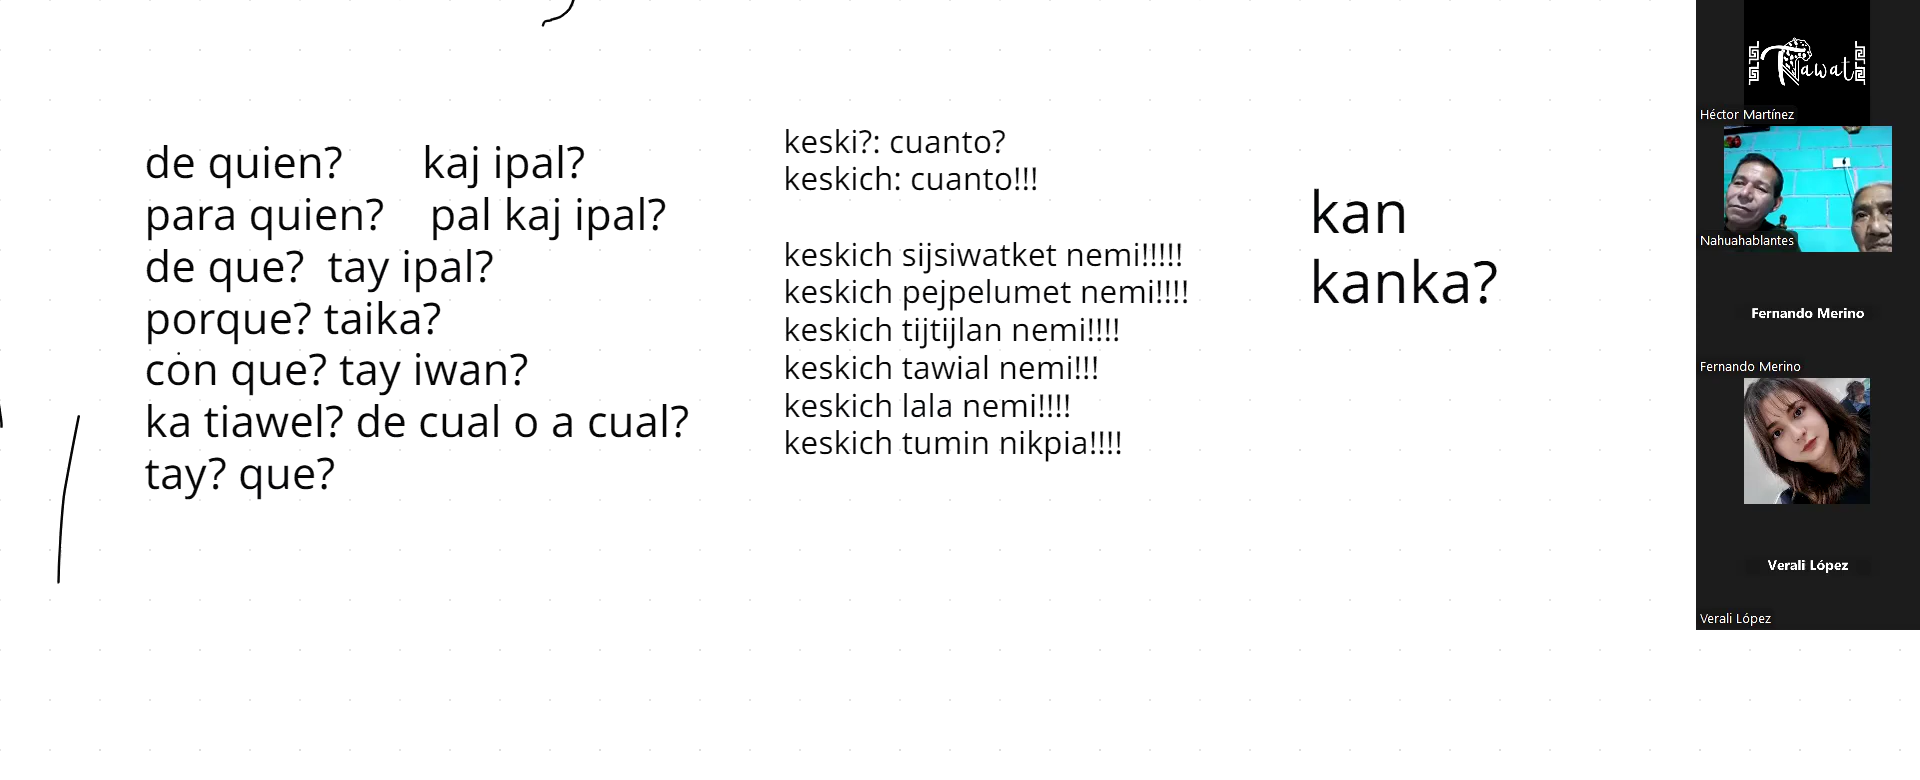 de quien? kaj ipal?
para quien? pal kaj ipal?
de que? tay ipal?
porque? taika?
con que? tay iwan?
ka tiawel? de cual o a cual?
tay? que?
keski?: cuanto?
keskich: cuanto!!!
keskich sijsiwatket nemi!!!!!
keskich pejpelumet nemi!!!!
keskich tijtijlan nemi!!!!
keskich tawial nemi!!!
keskich lala nemi!!!!
keskich tumin nikpia!!!!
kan
kanka?
Tawat
Héctor Martínez
Nahuahablantes
Fernando Merino
Fernando Merino
Verali López
Verali López